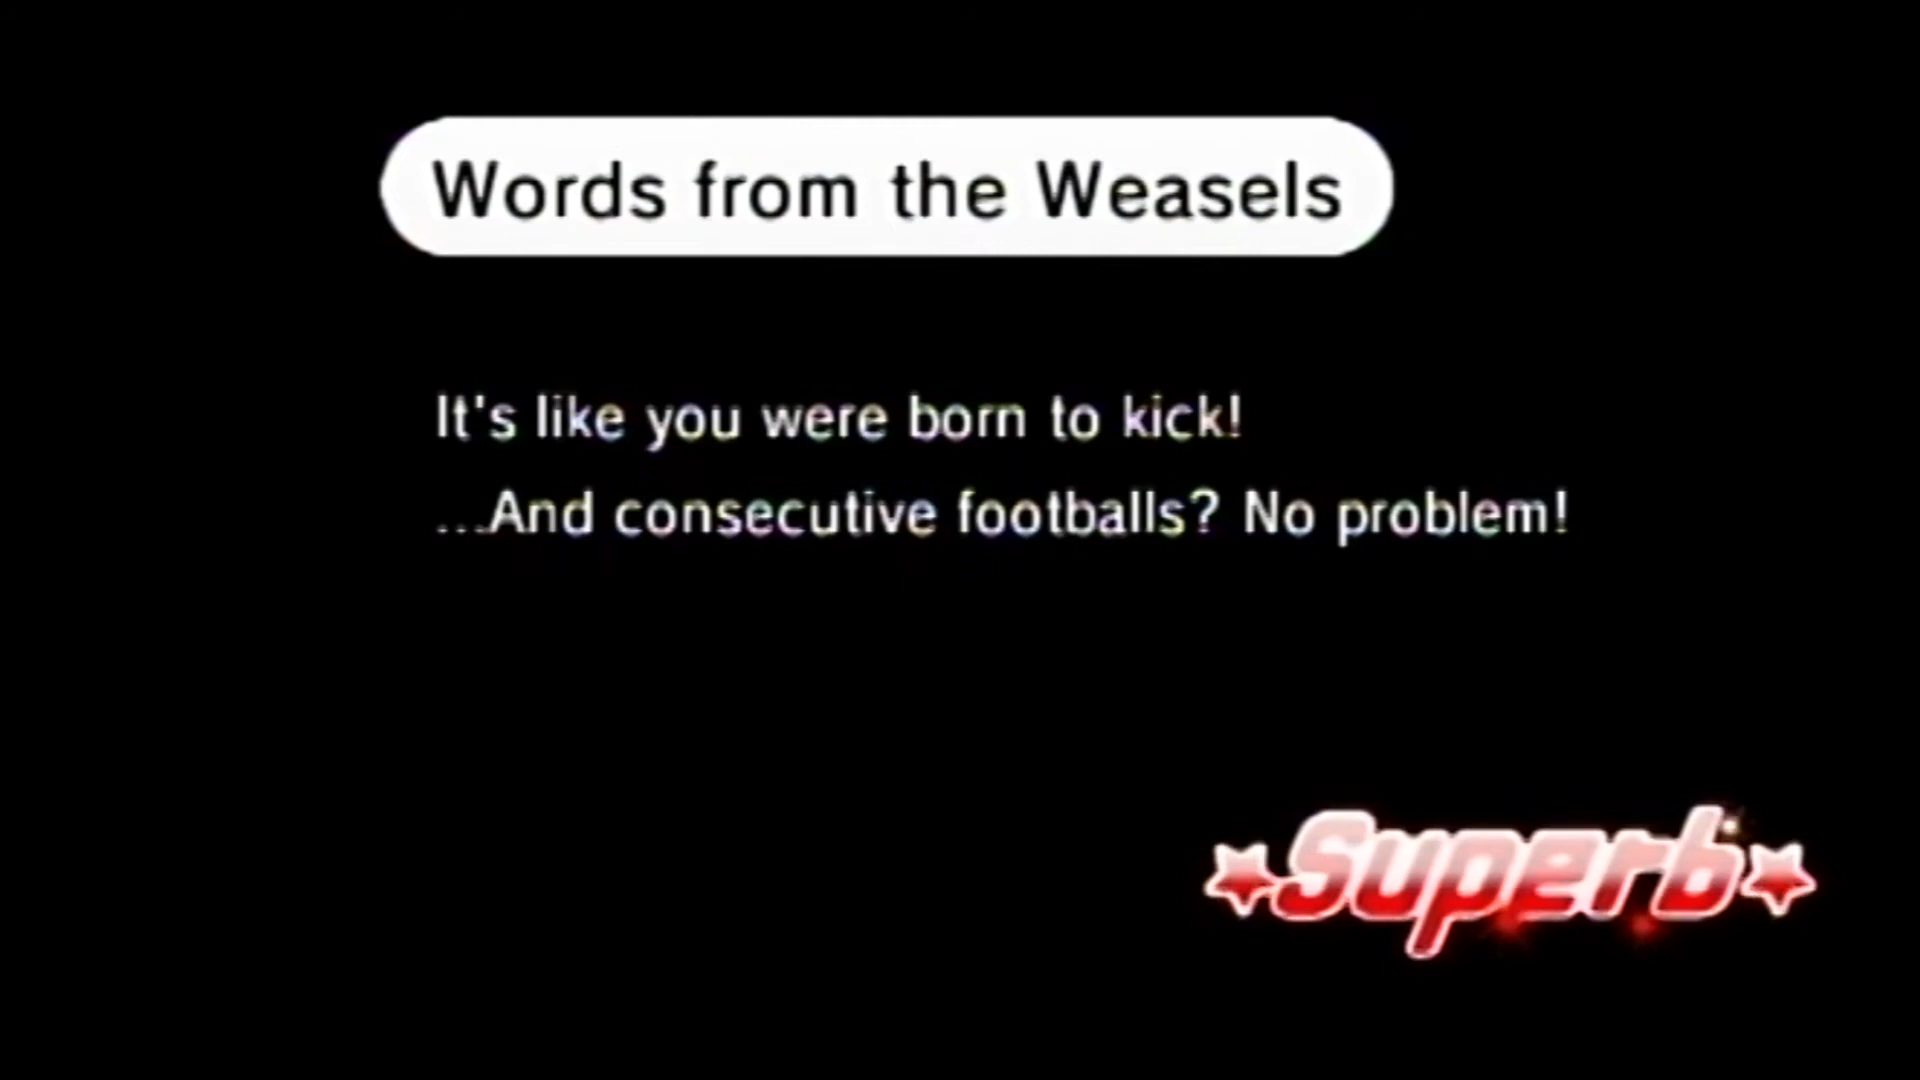 Words from the Weasels
It's like you were born to kick!
...And consecutive footballs? No problem!
Superb